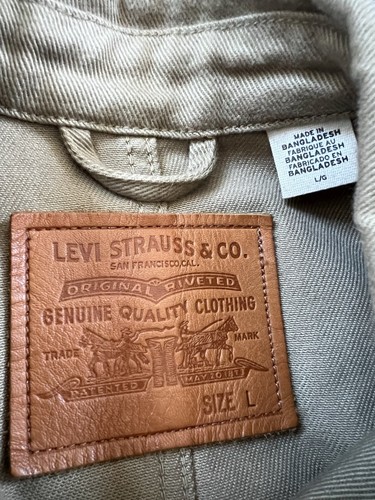 MADE IN
BANGLADESH
FABRIQUÉ AU
BANGLADESH
FABRICADO EN
BANGLADESH
L/G
LEVI STRAUSS & CO.
SAN FRANCISCO, CAL.
ORIGINAL RIVETED
GENUINE QUALITY CLOTHING
TRADE MARK
PATENTED MAY 20 1873
SIZE L